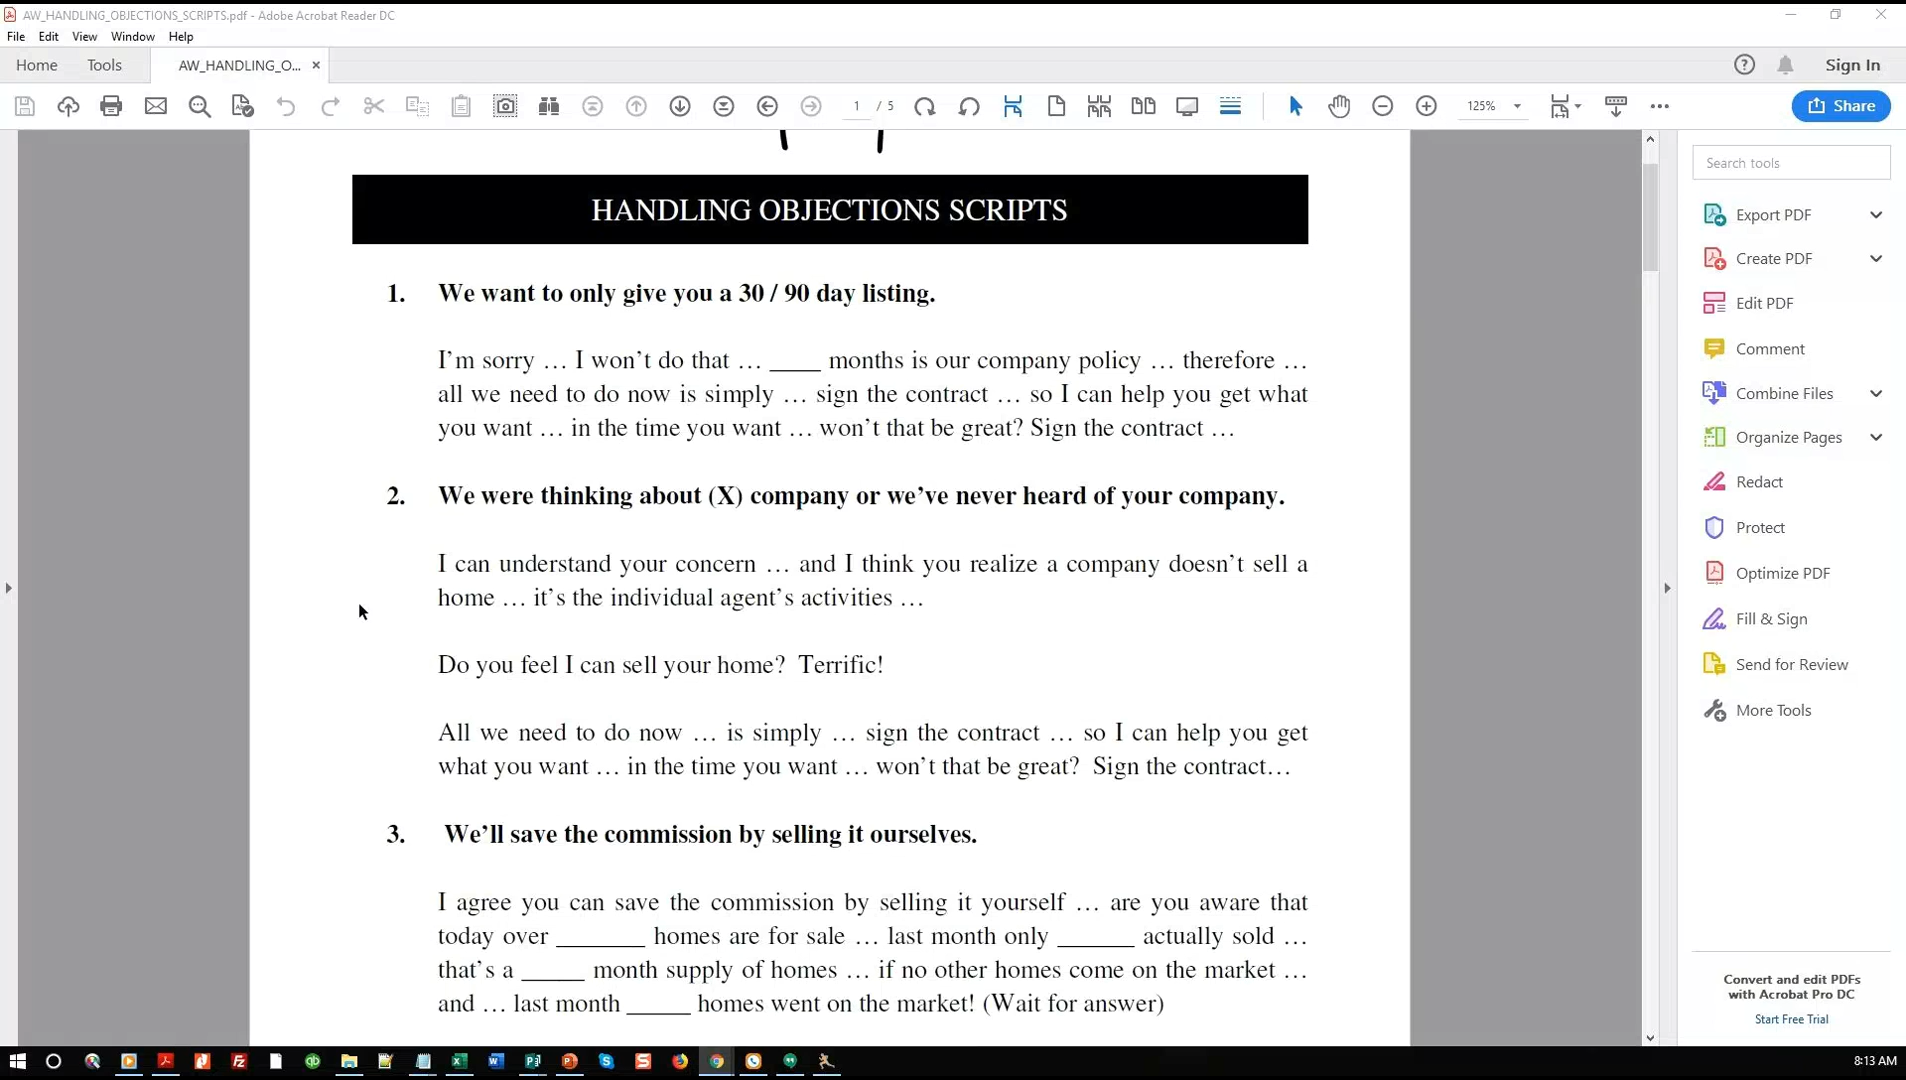 AW_HANDLING_OBJECTIONS_SCRIPTS.pdf - Adobe Acrobat Reader DC
File Edit View Window Help
Home Tools AW_HANDLING_O... × Sign In
1 / 5 125% Share
HANDLING OBJECTIONS SCRIPTS
1. We want to only give you a 30 / 90 day listing.
I’m sorry … I won’t do that … ____ months is our company policy … therefore …
all we need to do now is simply … sign the contract … so I can help you get what
you want … in the time you want … won’t that be great? Sign the contract …
2. We were thinking about (X) company or we’ve never heard of your company.
I can understand your concern … and I think you realize a company doesn’t sell a
home … it’s the individual agent’s activities …
Do you feel I can sell your home?  Terrific!
All we need to do now … is simply … sign the contract … so I can help you get
what you want … in the time you want … won’t that be great?  Sign the contract…
3. We’ll save the commission by selling it ourselves.
I agree you can save the commission by selling it yourself … are you aware that
today over _______ homes are for sale … last month only ______ actually sold …
that’s a _____ month supply of homes … if no other homes come on the market …
and … last month _____ homes went on the market! (Wait for answer)
Search tools
Export PDF
Create PDF
Edit PDF
Comment
Combine Files
Organize Pages
Redact
Protect
Optimize PDF
Fill & Sign
Send for Review
More Tools
Convert and edit PDFs
with Acrobat Pro DC
Start Free Trial
8:13 AM